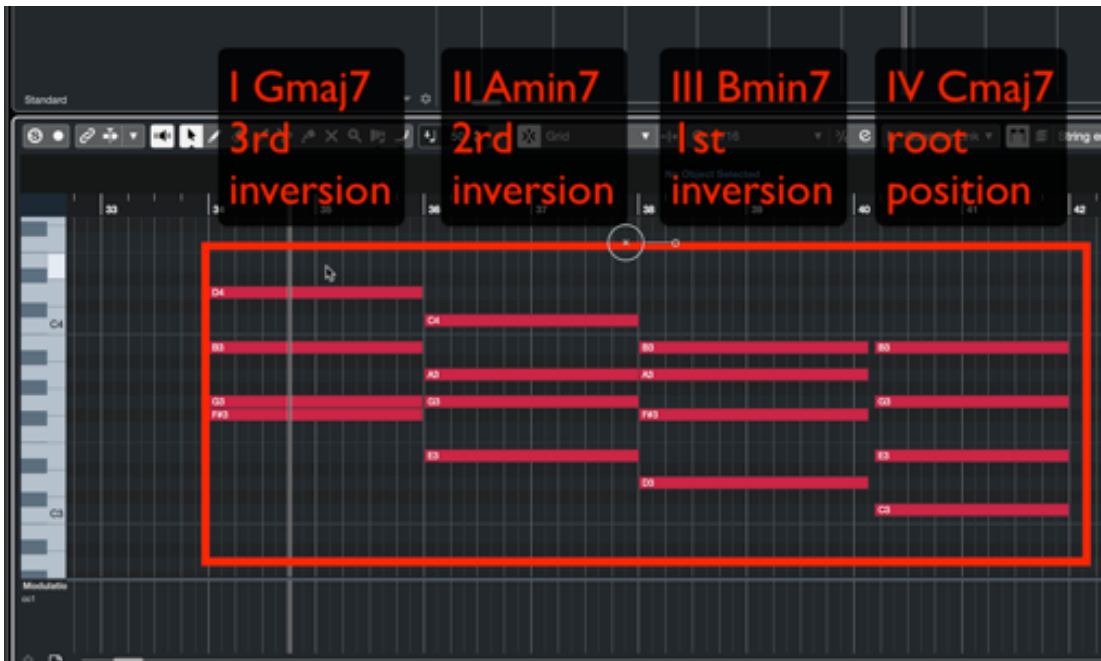 I Gmaj7
3rd
inversion
II Amin7
2rd
inversion
III Bmin7
1st
inversion
IV Cmaj7
root
position
Standard
Grid
No Object Selected
String e
33
34
35
36
37
38
39
40
41
42
D4
C4
C4
B3
B3
B3
A3
A3
G3
G3
G3
F#3
F#3
E3
E3
D3
C3
C3
Modulatio